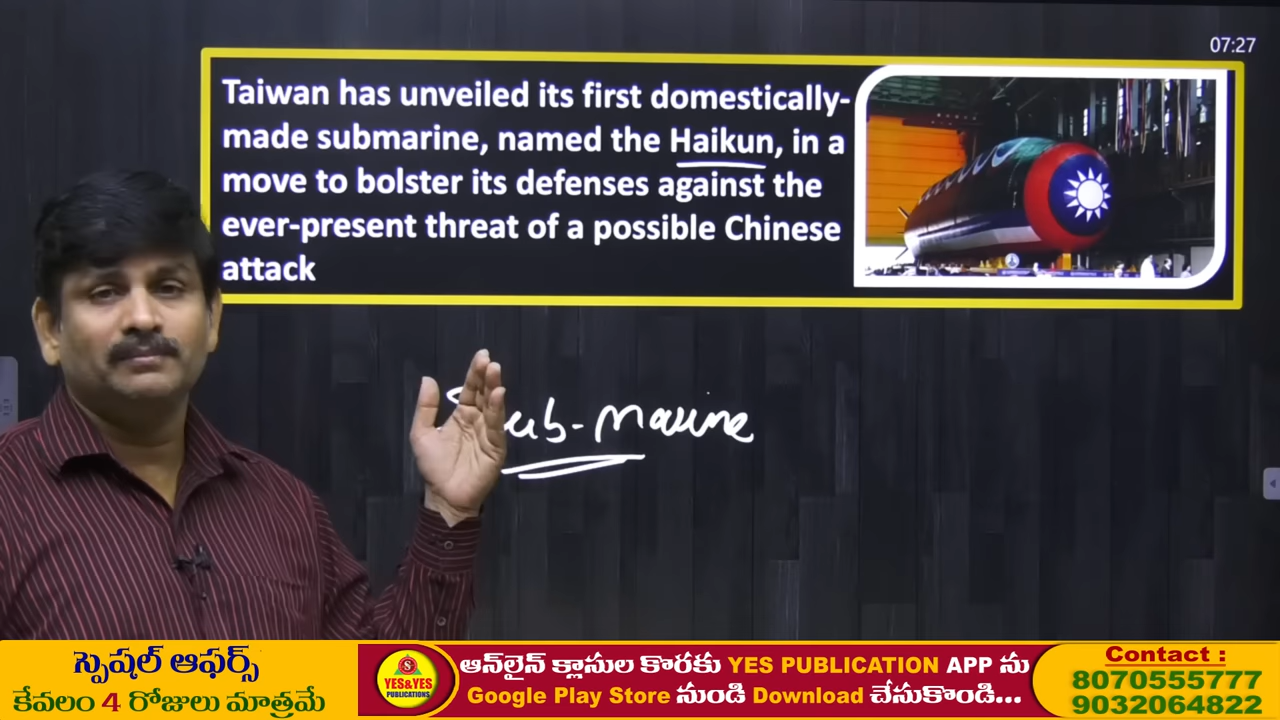 07:27
Taiwan has unveiled its first domestically-
made submarine, named the Haikun, in a
move to bolster its defenses against the
ever-present threat of a possible Chinese
attack
Sub-Marine
స్పెషల్ ఆఫర్స్
కేవలం 4 రోజులు మాత్రమే
S
YES&YES
PUBLICATIONS
ఆన్‌లైన్ క్లాసుల కొరకు YES PUBLICATION APP ను
Google Play Store నుండి Download చేసుకొండి...
Contact :
8070555777
9032064822